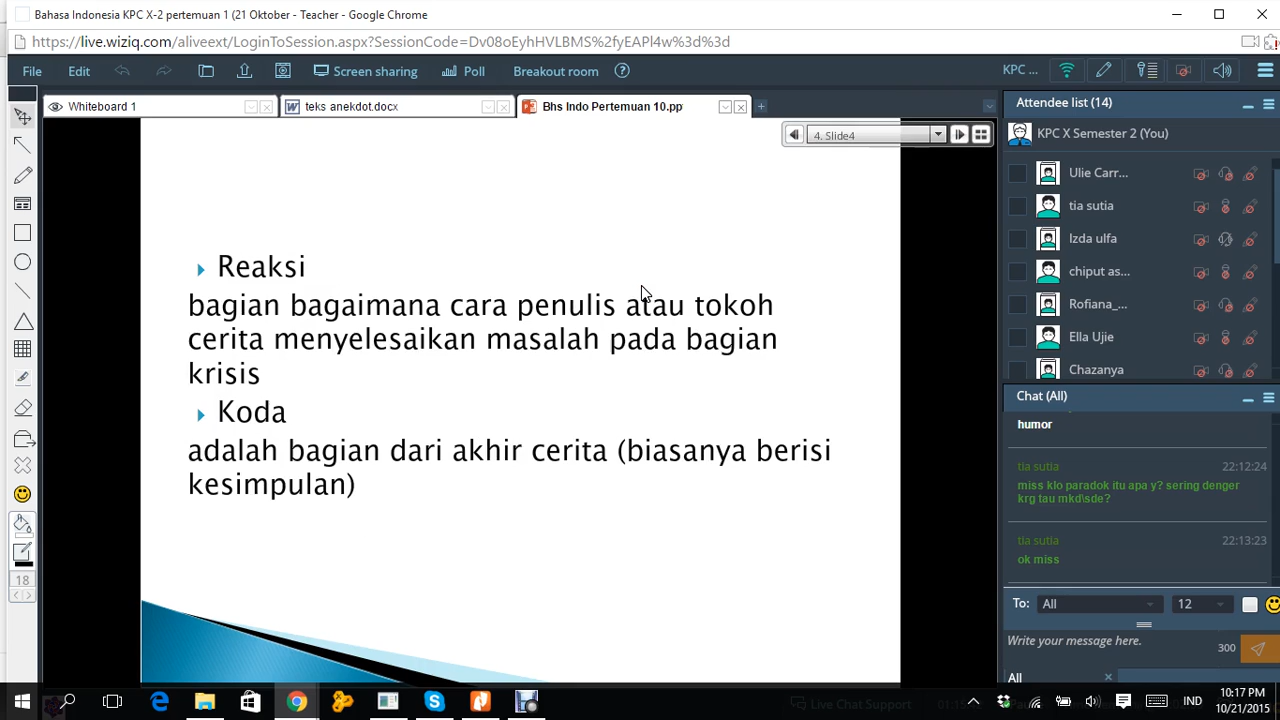 Bahasa Indonesia KPC X-2 pertemuan 1 (21 Oktober - Teacher - Google Chrome
https://live.wiziq.com/aliveext/LoginToSession.aspx?SessionCode=Dv08oEyhHVLBMS%2fyEAPl4w%3d%3d
File Edit Screen sharing Poll Breakout room KPC ...
Whiteboard 1 teks anekdot.docx Bhs Indo Pertemuan 10.pp
4. Slide4
Reaksi
bagian bagaimana cara penulis atau tokoh
cerita menyelesaikan masalah pada bagian
krisis
Koda
adalah bagian dari akhir cerita (biasanya berisi
kesimpulan)
18
Attendee list (14)
KPC X Semester 2 (You)
Ulie Carr...
tia sutia
Izda ulfa
chiput as...
Rofiana_...
Ella Ujie
Chazanya
Chat (All)
humor
tia sutia 22:12:24
miss klo paradok itu apa y? sering denger
krg tau mkd\sde?
tia sutia 22:13:23
ok miss
To: All 12
Write your message here. 300
All
Live Chat Support
IND
10:17 PM
10/21/2015